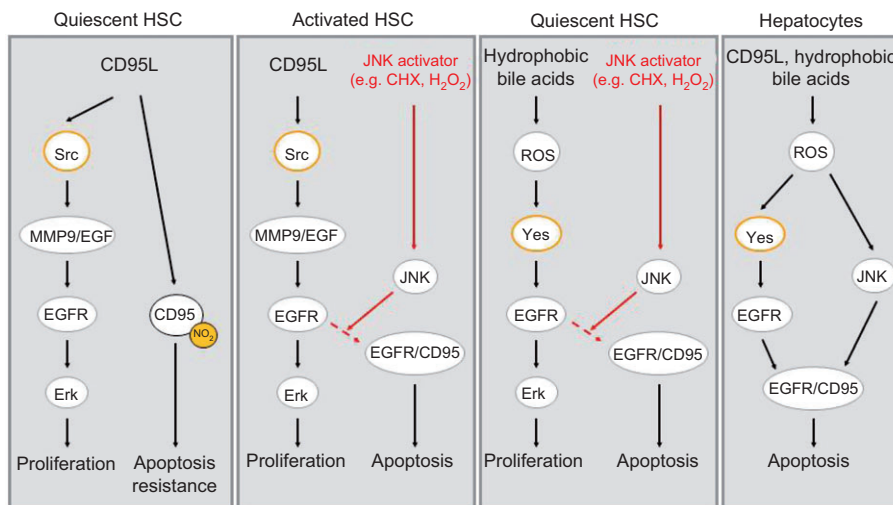 Quiescent HSC
CD95L
Src
MMP9/EGF
EGFR
CD95
NO₂
Erk
Proliferation
Apoptosis
resistance
Activated HSC
CD95L
JNK activator
(e.g. CHX, H₂O₂)
Src
MMP9/EGF
JNK
EGFR
EGFR/CD95
Erk
Proliferation
Apoptosis
Quiescent HSC
Hydrophobic
bile acids
JNK activator
(e.g. CHX, H₂O₂)
ROS
Yes
JNK
EGFR
EGFR/CD95
Erk
Proliferation
Apoptosis
Hepatocytes
CD95L, hydrophobic
bile acids
ROS
Yes
JNK
EGFR
EGFR/CD95
Apoptosis